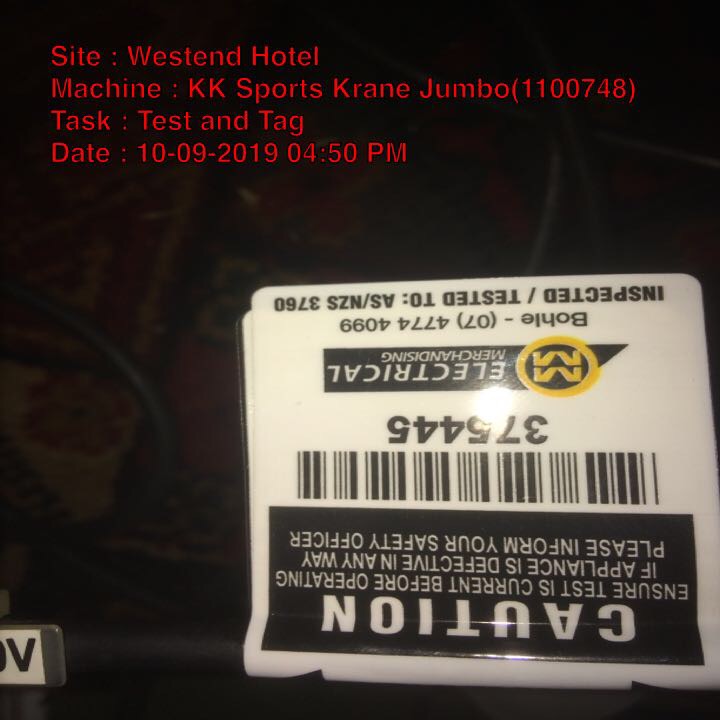 Site : Westend Hotel
Machine : KK Sports Krane Jumbo(1100748)
Task : Test and Tag
Date : 10-09-2019 04:50 PM
CAUTION
ENSURE TEST IS CURRENT BEFORE OPERATING
IF APPLIANCE IS DEFECTIVE IN ANY WAY
PLEASE INFORM YOUR SAFETY OFFICER
375445
EM ELECTRICAL
MERCHANDISING
Bohle - (07) 4774 4099
INSPECTED / TESTED TO: AS/NZS 3760
0V